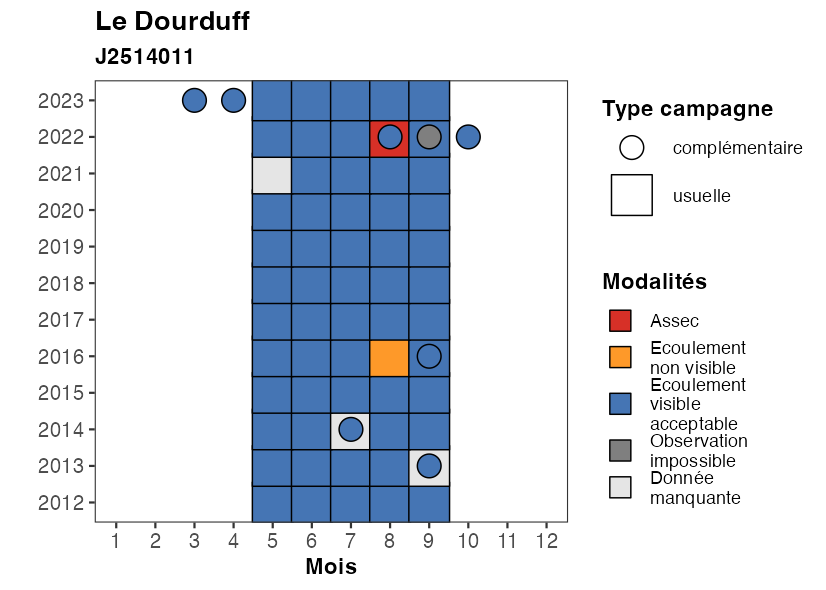 Le Dourduff
J2514011
2023
2022
2021
2020
2019
2018
2017
2016
2015
2014
2013
2012
1 2 3 4 5 6 7 8 9 10 11 12
Mois
Type campagne
complémentaire
usuelle
Modalités
Assec
Ecoulement
non visible
Ecoulement
visible
acceptable
Observation
impossible
Donnée
manquante